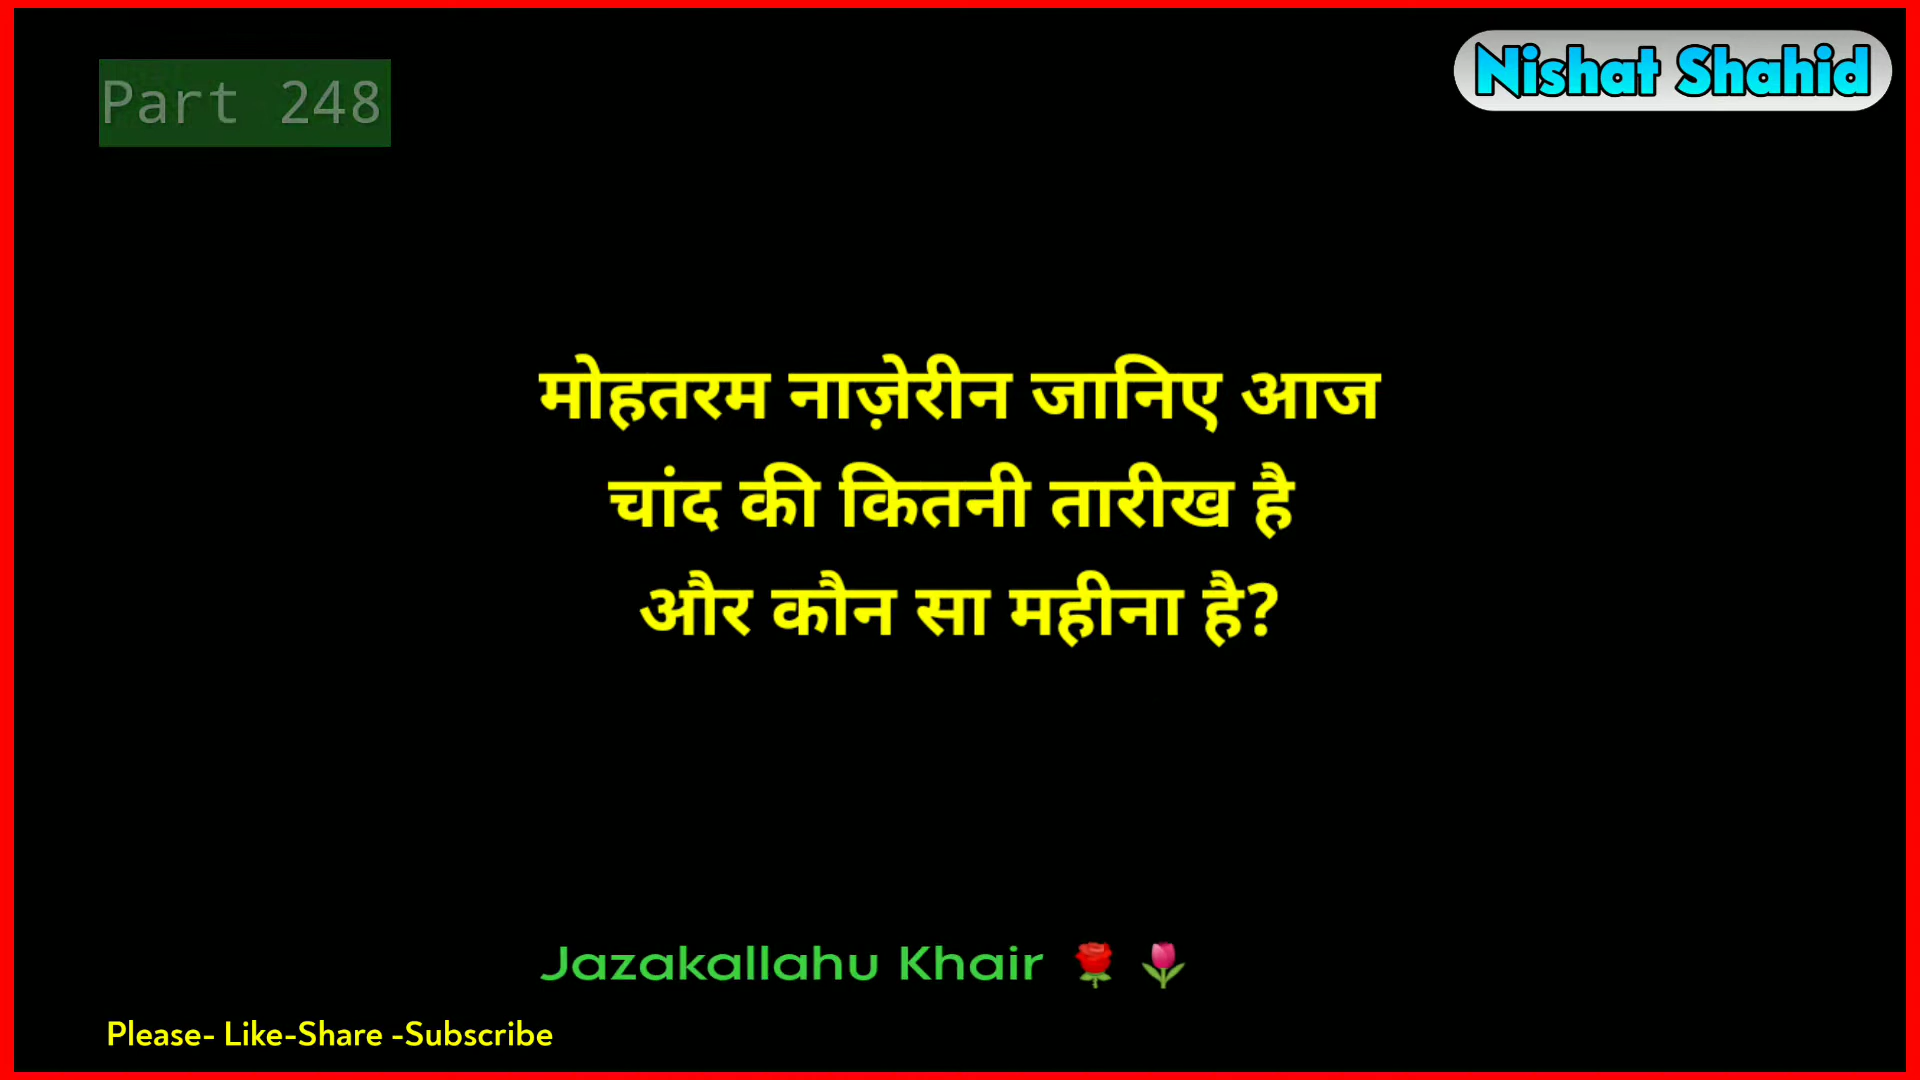 Part 248
Nishat Shahid
मोहतरम नाज़ेरीन जानिए आज
चांद की कितनी तारीख है
और कौन सा महीना है?
Jazakallahu Khair 🌹 🌷
Please- Like-Share -Subscribe